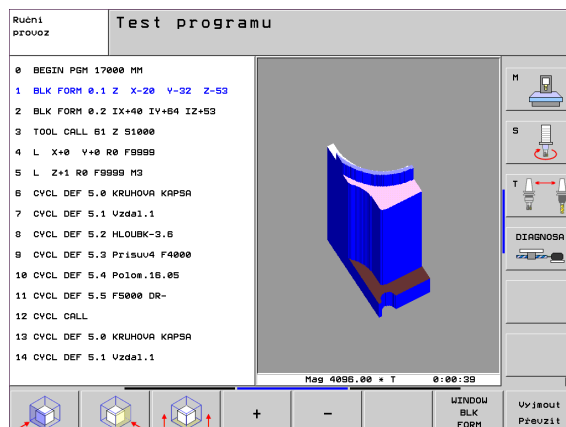 Ruční
provoz
Test programu
0 BEGIN PGM 17000 MM
1 BLK FORM 0.1 Z X-20 Y-32 Z-53
2 BLK FORM 0.2 IX+40 IY+64 IZ+53
3 TOOL CALL 61 Z S1000
4 L X+0 Y+0 R0 F9999
5 L Z+1 R0 F9999 M3
6 CYCL DEF 5.0 KRUHOVA KAPSA
7 CYCL DEF 5.1 Vzdal.1
8 CYCL DEF 5.2 HLOUBK-3.6
9 CYCL DEF 5.3 Prisuv4 F4000
10 CYCL DEF 5.4 Polom.16.05
11 CYCL DEF 5.5 F5000 DR-
12 CYCL CALL
13 CYCL DEF 5.0 KRUHOVA KAPSA
14 CYCL DEF 5.1 Vzdal.1
Mag 4096.00 * T 0:00:39
M
S
T
DIAGNOSA
+
-
WINDOW
BLK
FORM
Vyjmout
Převzit